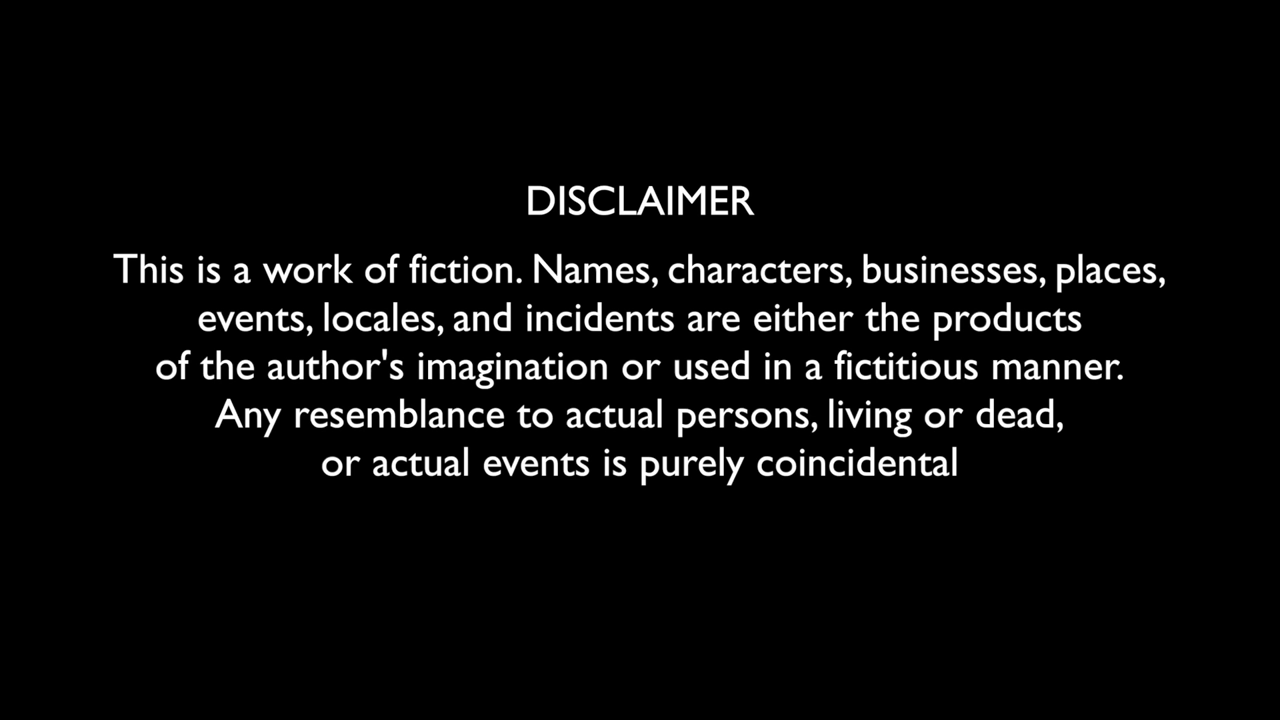 DISCLAIMER
This is a work of fiction. Names, characters, businesses, places,
events, locales, and incidents are either the products
of the author's imagination or used in a fictitious manner.
Any resemblance to actual persons, living or dead,
or actual events is purely coincidental